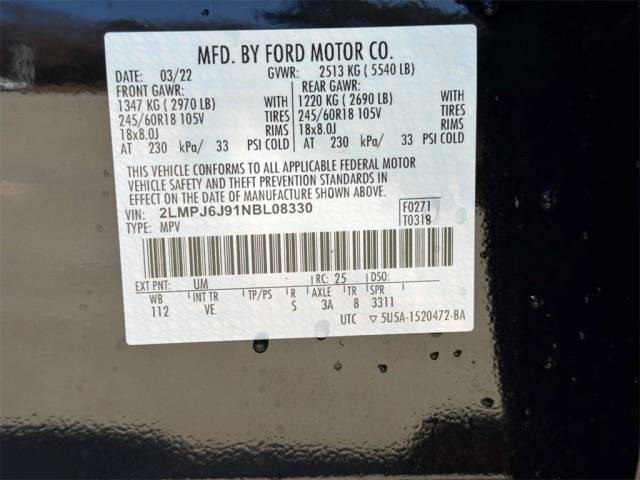 MFD. BY FORD MOTOR CO.
DATE: 03/22 GVWR: 2513 KG ( 5540 LB)
FRONT GAWR: REAR GAWR:
1347 KG ( 2970 LB) WITH 1220 KG ( 2690 LB) WITH
245/60R18 105V TIRES 245/60R18 105V TIRES
18x8.0J RIMS 18x8.0J RIMS
AT 230 kPa/ 33 PSI COLD AT 230 kPa/ 33 PSI COLD
THIS VEHICLE CONFORMS TO ALL APPLICABLE FEDERAL MOTOR
VEHICLE SAFETY AND THEFT PREVENTION STANDARDS IN
EFFECT ON THE DATE OF MANUFACTURE SHOWN ABOVE.
VIN: 2LMPJ6J91NBL08330 F0271
TYPE: MPV T0318
EXT PNT: UM RC: 25 DSO:
WB INT TR TP/PS R AXLE TR SPR
112 VE S 3A 8 3311
UTC ▽ 5U5A-1520472-BA